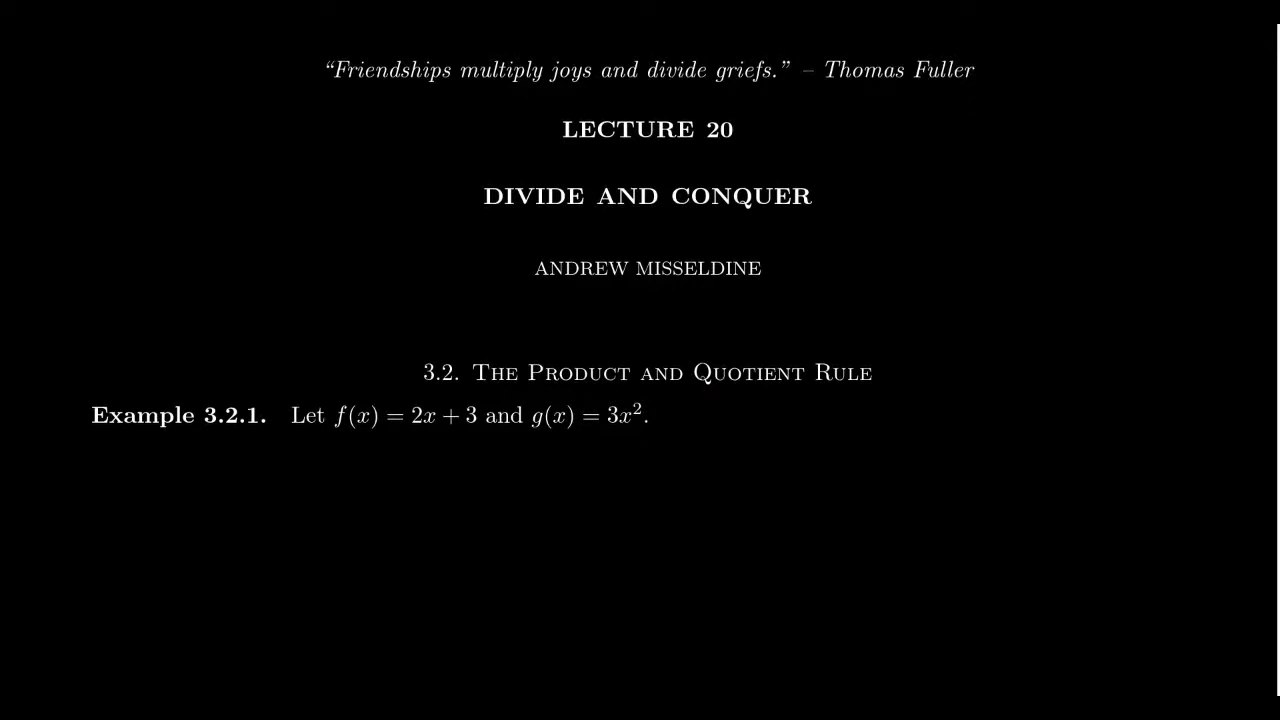 “Friendships multiply joys and divide griefs.” – Thomas Fuller
LECTURE 20
DIVIDE AND CONQUER
ANDREW MISSELDINE
3.2. The Product and Quotient Rule
Example 3.2.1. Let f(x) = 2x + 3 and g(x) = 3x².